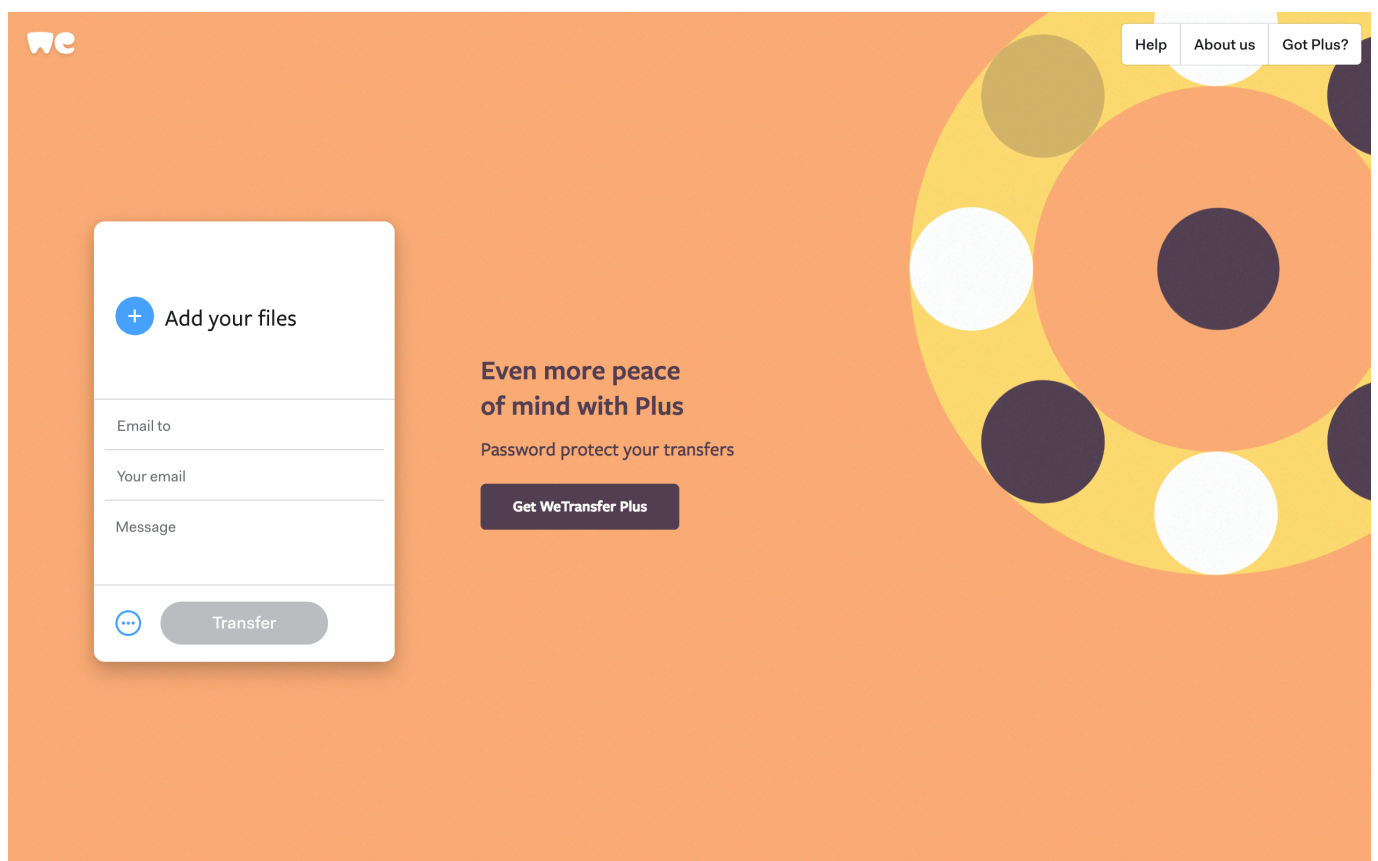 we
Help
About us
Got Plus?
Add your files
Email to
Your email
Message
Transfer
Even more peace
of mind with Plus
Password protect your transfers
Get WeTransfer Plus